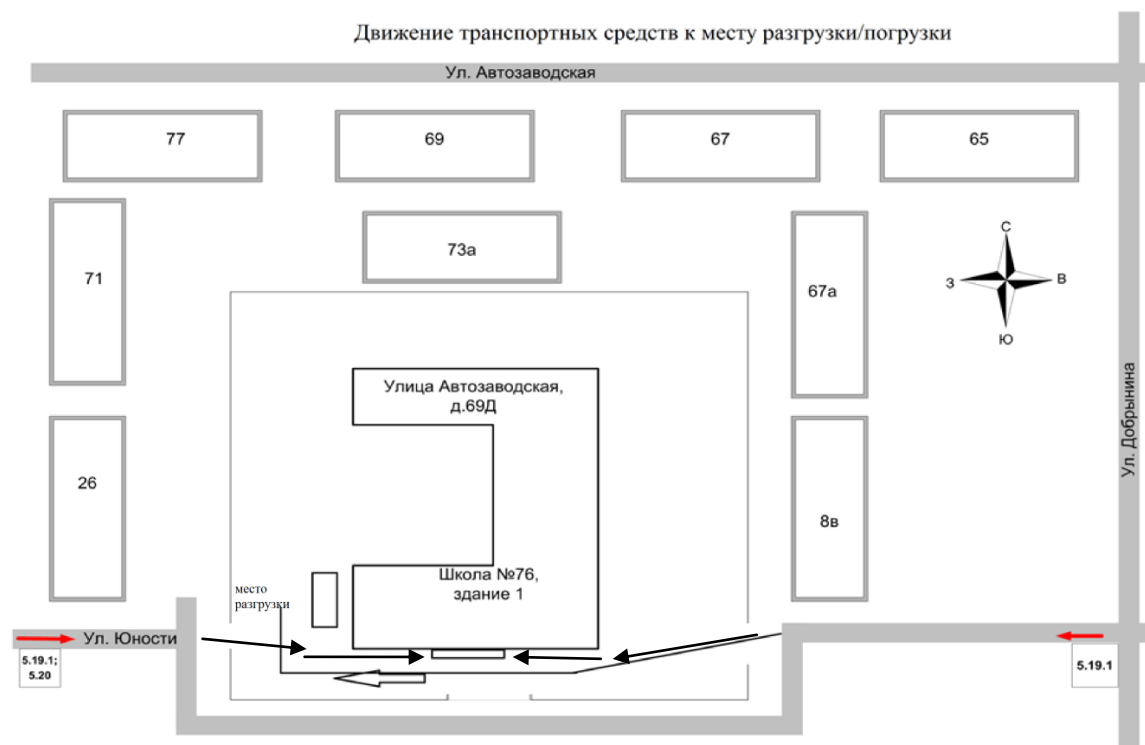 Движение транспортных средств к месту разгрузки/погрузки
Ул. Автозаводская
77
69
67
65
73а
71
67а
С
З
В
Ю
Улица Автозаводская,
д.69Д
Ул. Добрынина
26
8в
Школа №76,
здание 1
место
разгрузки
Ул. Юности
5.19.1;
5.20
5.19.1